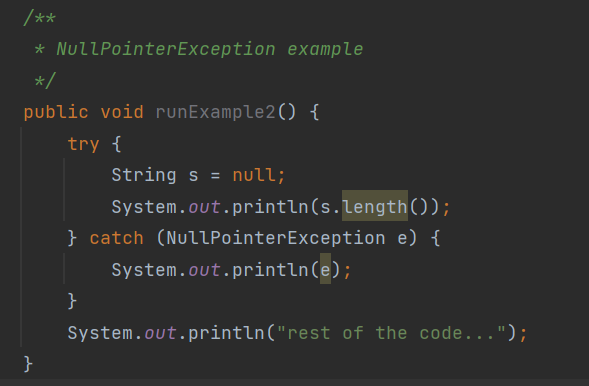 /**
 * NullPointerException example
 */
public void runExample2() {
    try {
        String s = null;
        System.out.println(s.length());
    } catch (NullPointerException e) {
        System.out.println(e);
    }
    System.out.println("rest of the code...");
}